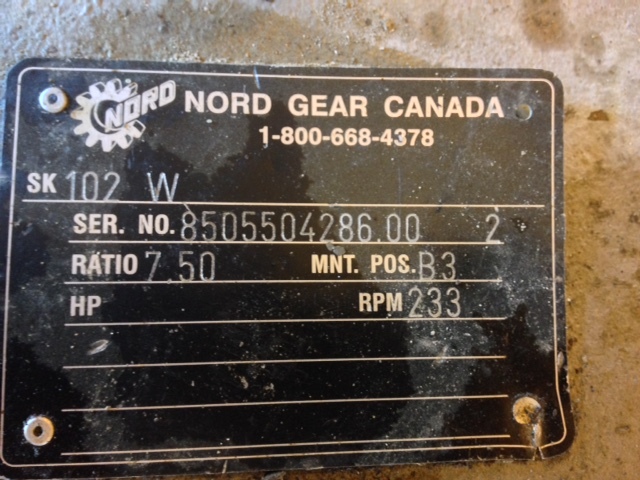 NORD NORD GEAR CANADA
1-800-668-4378
SK 102 W
SER. NO. 8505504286.00 2
RATIO 7.50 MNT. POS. B3
HP RPM 233